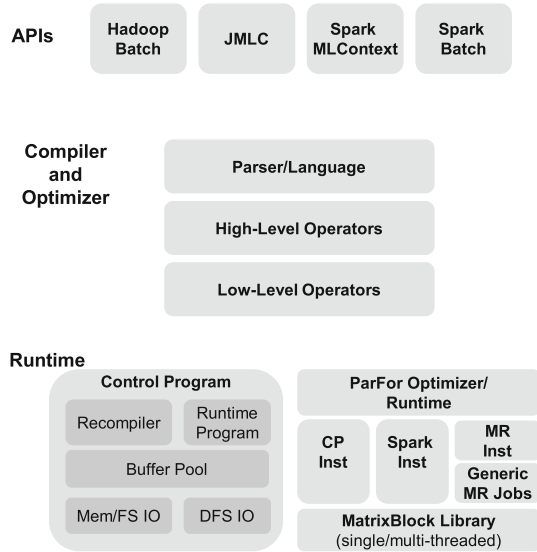 APIs
Hadoop
Batch
JMLC
Spark
MLContext
Spark
Batch
Compiler
and
Optimizer
Parser/Language
High-Level Operators
Low-Level Operators
Runtime
Control Program
Recompiler
Runtime
Program
Buffer Pool
Mem/FS IO
DFS IO
ParFor Optimizer/
Runtime
CP
Inst
Spark
Inst
MR
Inst
Generic
MR Jobs
MatrixBlock Library
(single/multi-threaded)